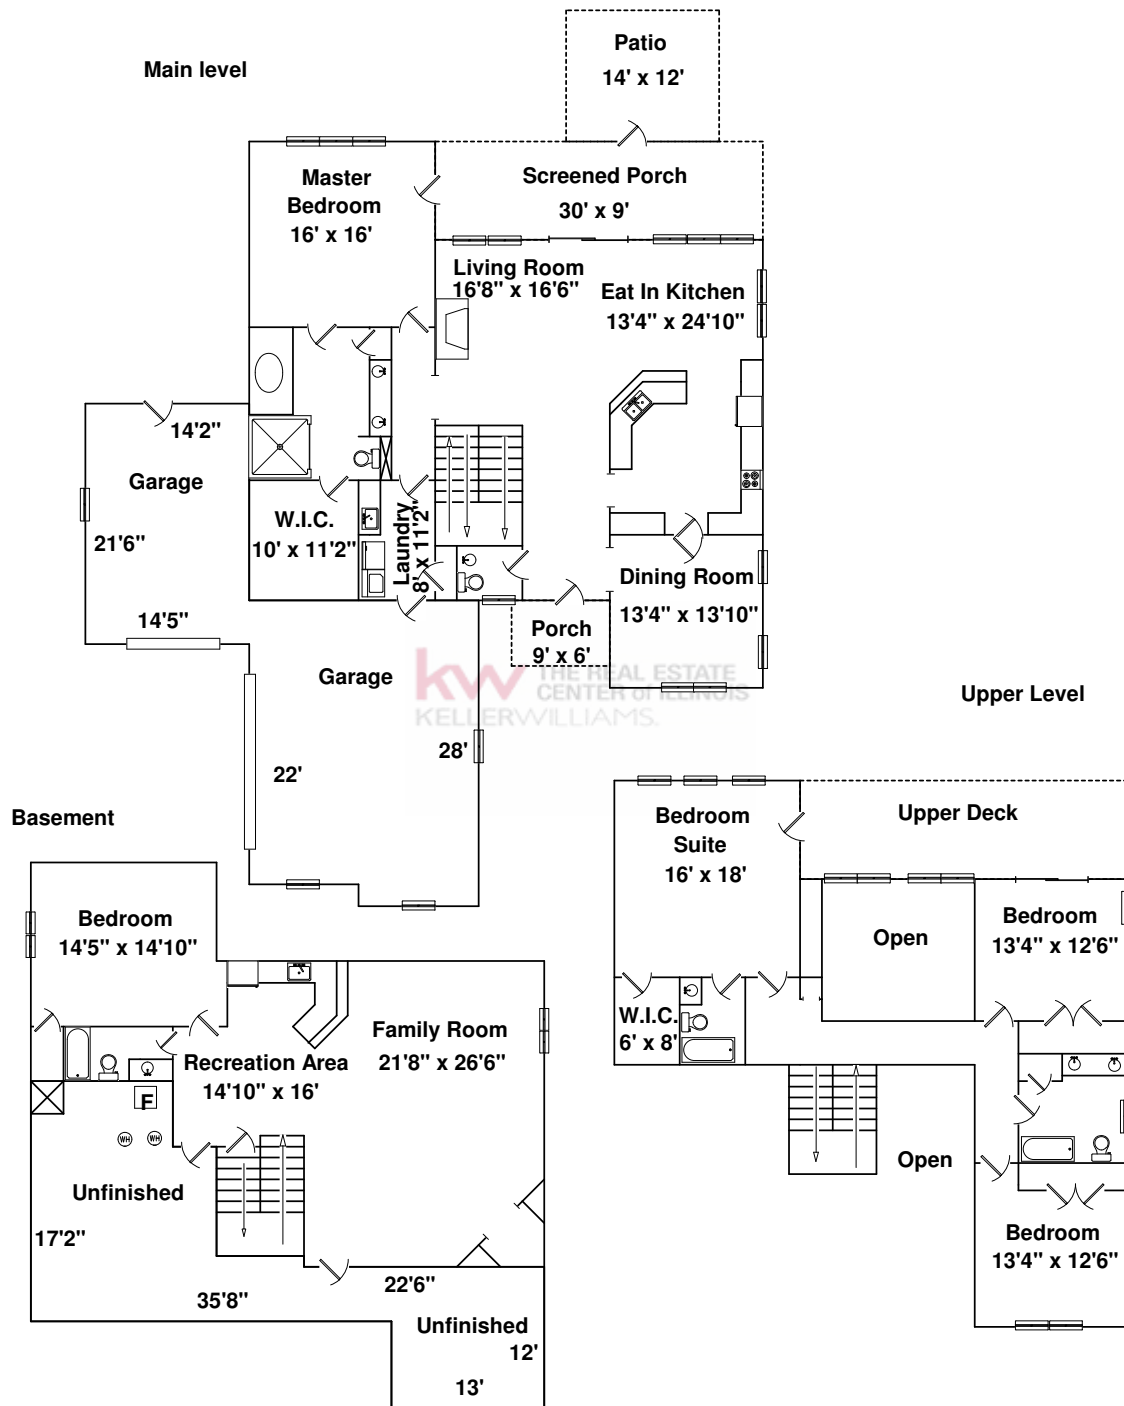 Main level
Patio
14' x 12'
Master
Bedroom
16' x 16'
Screened Porch
30' x 9'
Living Room
16'8" x 16'6"
Eat In Kitchen
13'4" x 24'10"
14'2"
Garage
21'6"
14'5"
W.I.C.
10' x 11'2"
Laundry
8' x 11'2"
Dining Room
13'4" x 13'10"
Porch
9' x 6'
Garage
28'
22'
kw THE REAL ESTATE
CENTER of ILLINOIS
KELLERWILLIAMS.
Upper Level
Bedroom
Suite
16' x 18'
Upper Deck
Open
Bedroom
13'4" x 12'6"
W.I.C.
6' x 8'
Open
Bedroom
13'4" x 12'6"
Basement
Bedroom
14'5" x 14'10"
Family Room
21'8" x 26'6"
Recreation Area
14'10" x 16'
F
WH
WH
Unfinished
17'2"
35'8"
22'6"
Unfinished
12'
13'